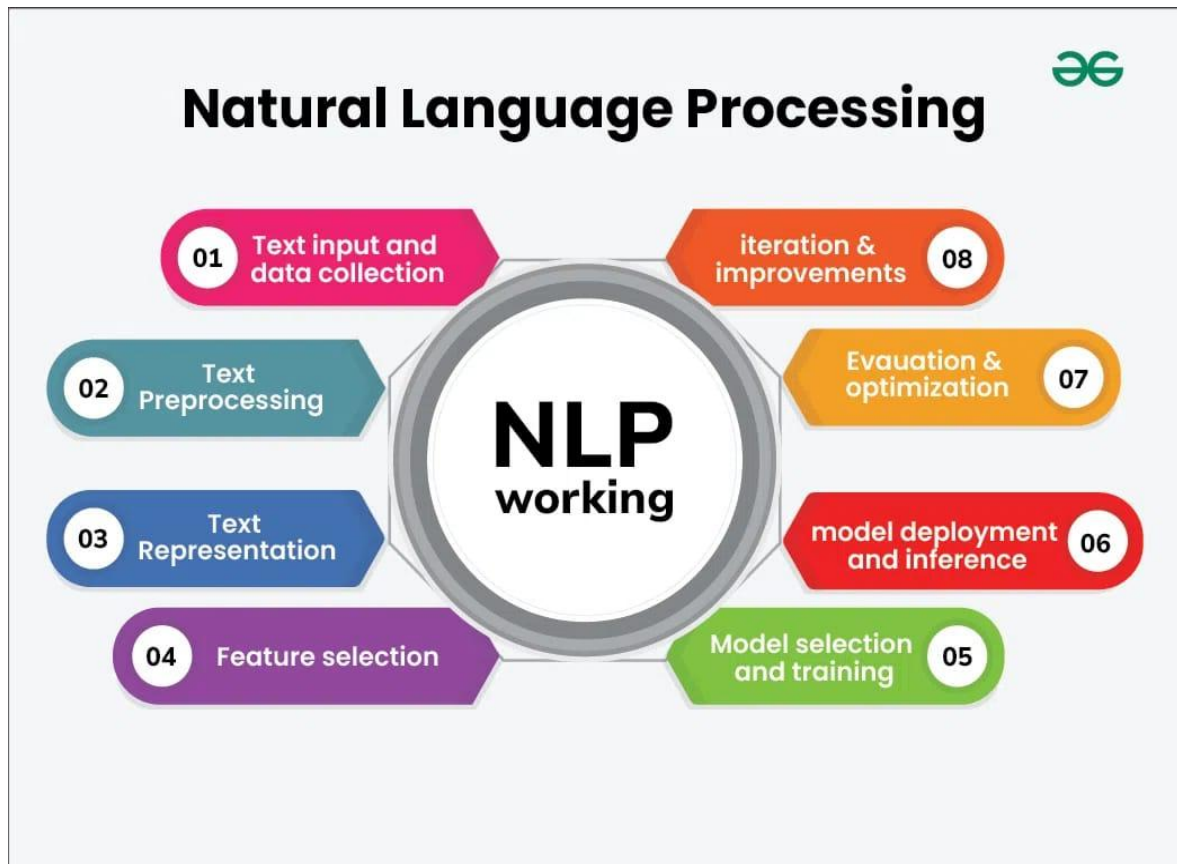 Natural Language Processing
01
Text input and
data collection
02
Text
Preprocessing
03
Text
Representation
04
Feature selection
NLP
working
Model selection
and training
05
model deployment
and inference
06
Evauation &
optimization
07
iteration &
improvements
08